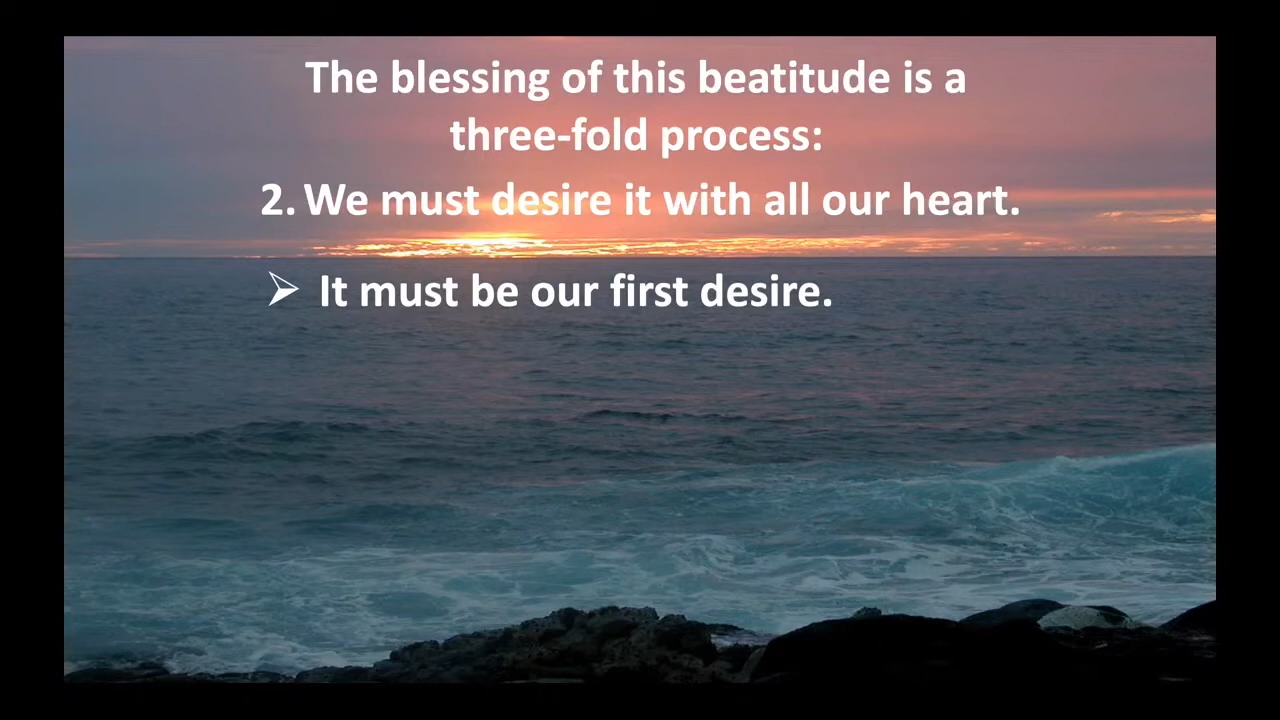 The blessing of this beatitude is a
three-fold process:
2. We must desire it with all our heart.
➢ It must be our first desire.